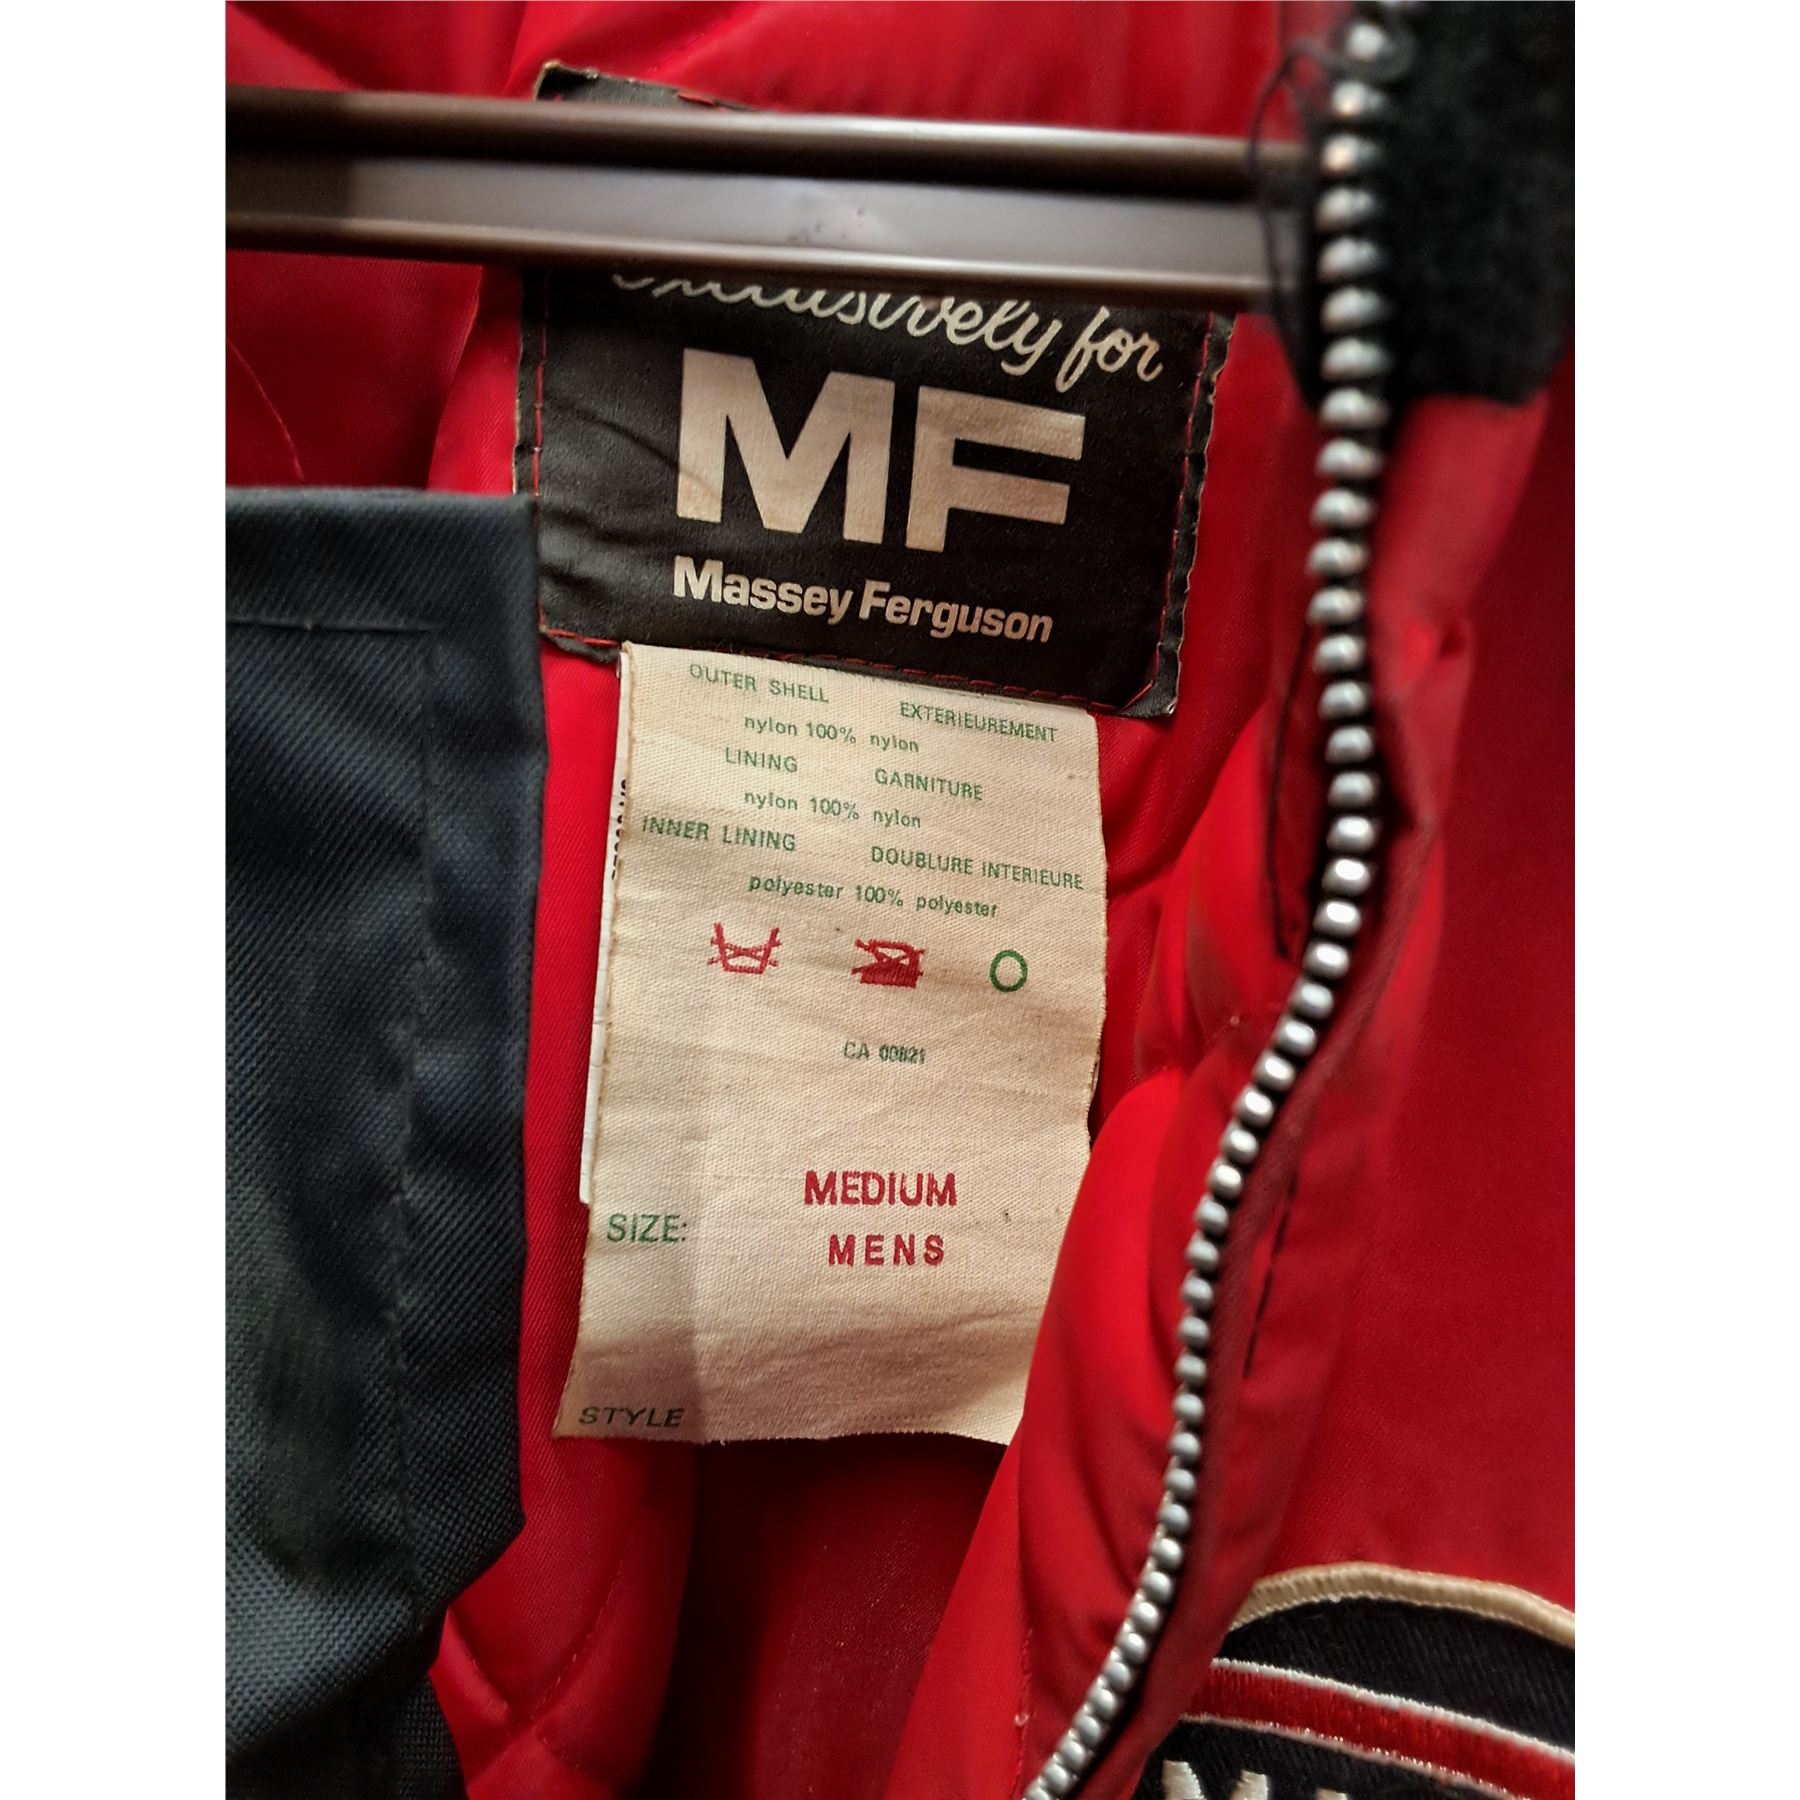 exclusively for
MF
Massey Ferguson
OUTER SHELL EXTERIEUREMENT
nylon 100% nylon
LINING GARNITURE
nylon 100% nylon
INNER LINING DOUBLURE INTERIEURE
polyester 100% polyester
CA 00821
MEDIUM
SIZE: MENS
STYLE